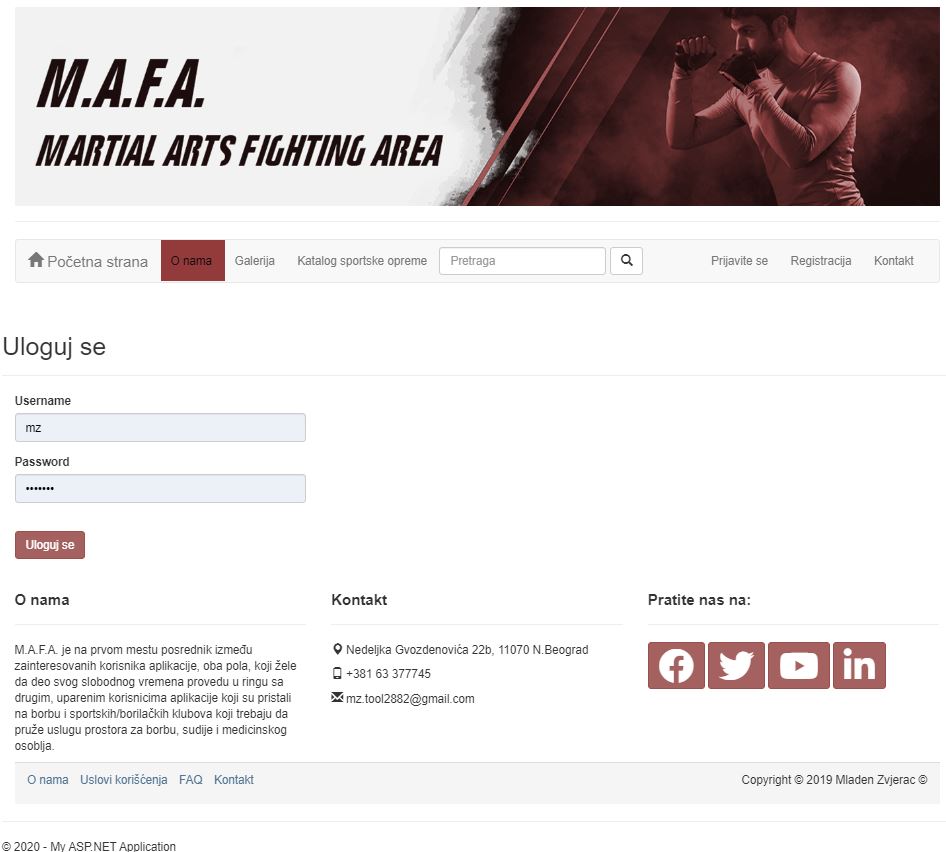 M.A.F.A.
MARTIAL ARTS FIGHTING AREA
Početna strana O nama Galerija Katalog sportske opreme Pretraga Prijavite se Registracija Kontakt
Uloguj se
Username
mz
Password
•••••••
Uloguj se
O nama
M.A.F.A. je na prvom mestu posrednik između
zainteresovanih korisnika aplikacije, oba pola, koji žele
da deo svog slobodnog vremena provedu u ringu sa
drugim, uparenim korisnicima aplikacije koji su pristali
na borbu i sportskih/borilačkih klubova koji trebaju da
pruže uslugu prostora za borbu, sudije i medicinskog
osoblja.
Kontakt
Nedeljka Gvozdenovića 22b, 11070 N.Beograd
+381 63 377745
mz.tool2882@gmail.com
Pratite nas na:
O nama Uslovi korišćenja FAQ Kontakt
Copyright © 2019 Mladen Zvjerac ©
© 2020 - My ASP.NET Application